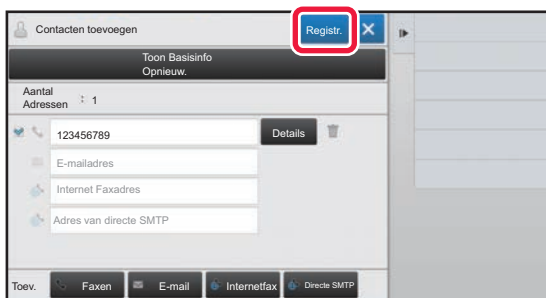 Contacten toevoegen
Registr.
Toon Basisinfo
Opnieuw.
Aantal
Adressen : 1
123456789
Details
E-mailadres
Internet Faxadres
Adres van directe SMTP
Toev. Faxen E-mail Internetfax Directe SMTP